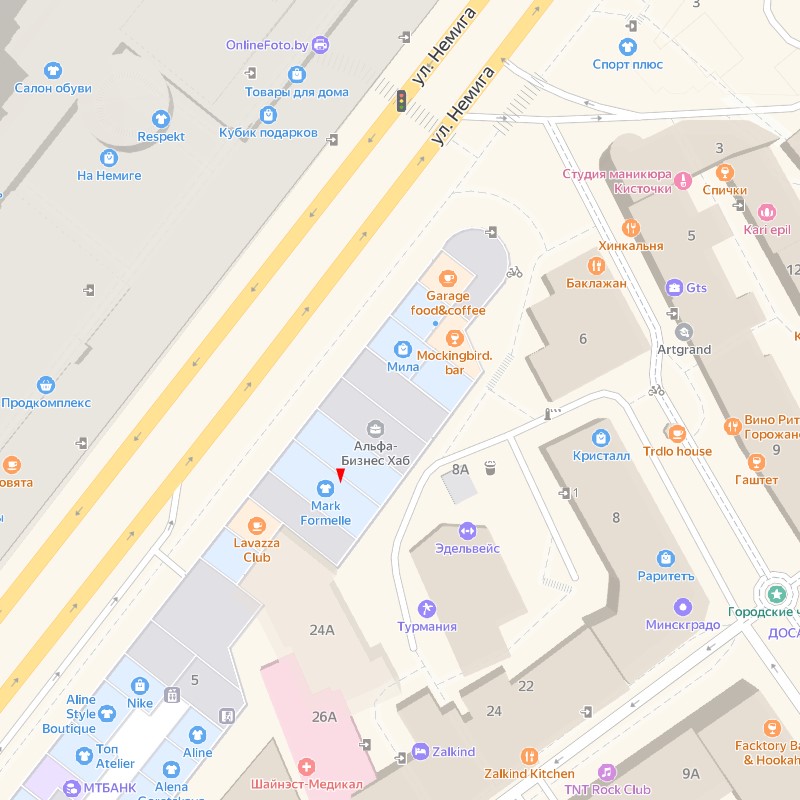 3
ул. Немига
OnlineFoto.by
Спорт плюс
Салон обуви
Товары для дома
ул. Немига
Respekt
Кубик подарков
3
На Немиге
Студия маникюра
Кисточки
Спички
Kari epil
5
Хинкальня
12
Баклажан
Gts
Garage
food&coffee
6
Artgrand
Mockingbird.
bar
Мила
Продкомплекс
Вино Рит
Горожан
Альфа-
Бизнес Хаб
Trdlo house
Кристалл
9
8А
Гаштет
овята
1
Mark
Formelle
8
Lavazza
Club
Эдельвейс
Раритетъ
Городские ч
Минскградо
Турмания
24А
ДОСА
5
22
Nike
Aline
Style
Boutique
24
26А
Топ
Atelier
Aline
Zalkind
Facktory Ba
& Hookah
Zalkind Kitchen
9А
МТБАНК
Alena
Шайнэст-Медикал
TNT Rock Club